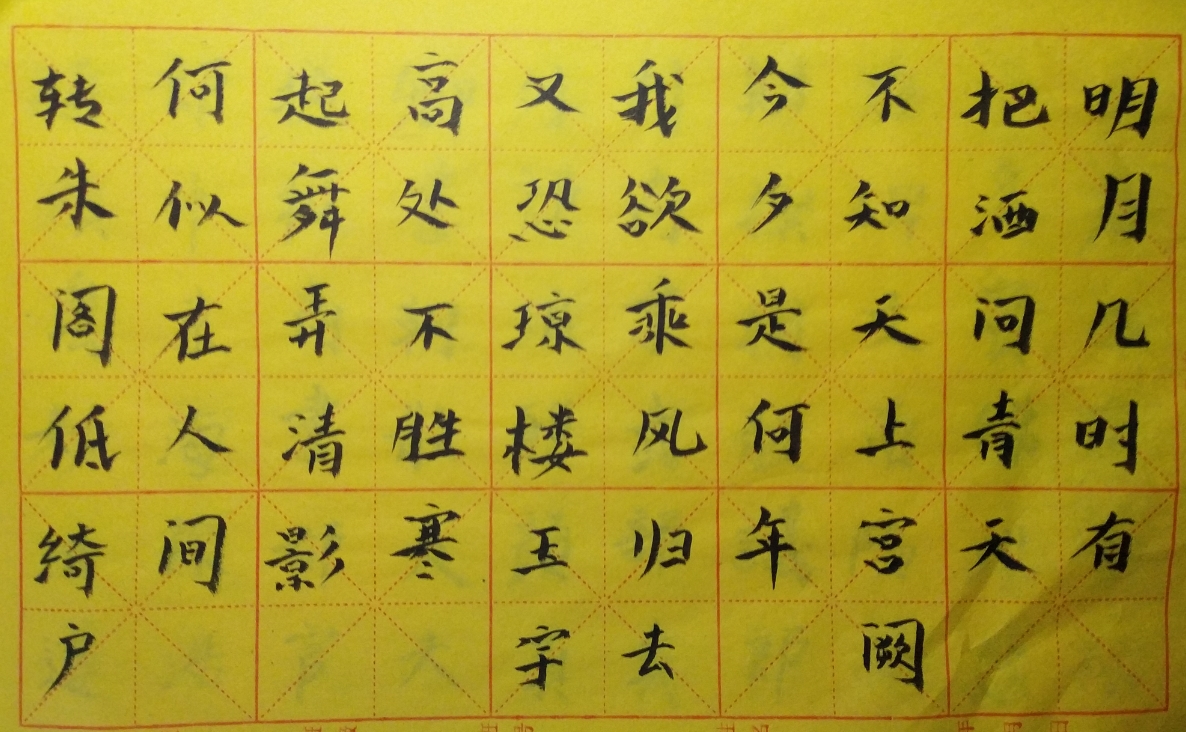 明月几时有
把酒问青天
不知天上宫阙
今夕是何年
我欲乘风归去
又恐琼楼玉宇
高处不胜寒
起舞弄清影
何似在人间
转朱阁低绮户